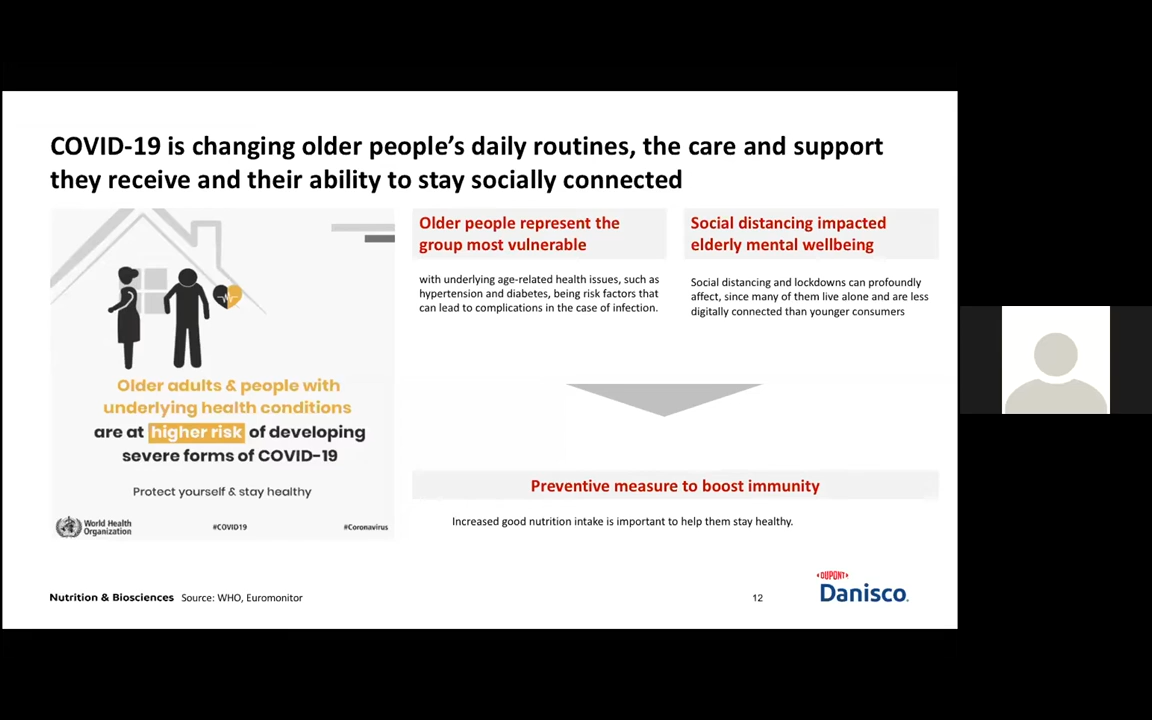 COVID-19 is changing older people’s daily routines, the care and support
they receive and their ability to stay socially connected
Older adults & people with
underlying health conditions
are at higher risk of developing
severe forms of COVID-19
Protect yourself & stay healthy
World Health
Organization
#COVID19
#Coronavirus
Older people represent the
group most vulnerable
with underlying age-related health issues, such as
hypertension and diabetes, being risk factors that
can lead to complications in the case of infection.
Social distancing impacted
elderly mental wellbeing
Social distancing and lockdowns can profoundly
affect, since many of them live alone and are less
digitally connected than younger consumers
Preventive measure to boost immunity
Increased good nutrition intake is important to help them stay healthy.
Nutrition & Biosciences Source: WHO, Euromonitor
12
DUPONT
Danisco.